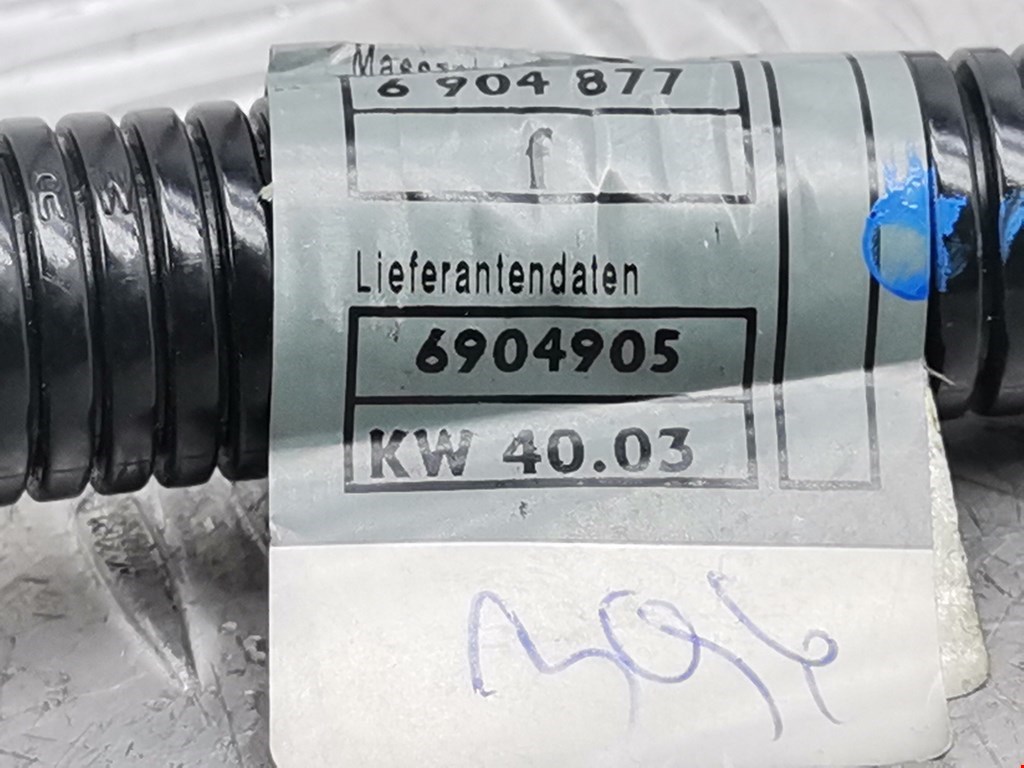 6 904 877
f
Lieferantendaten
6904905
KW 40.03